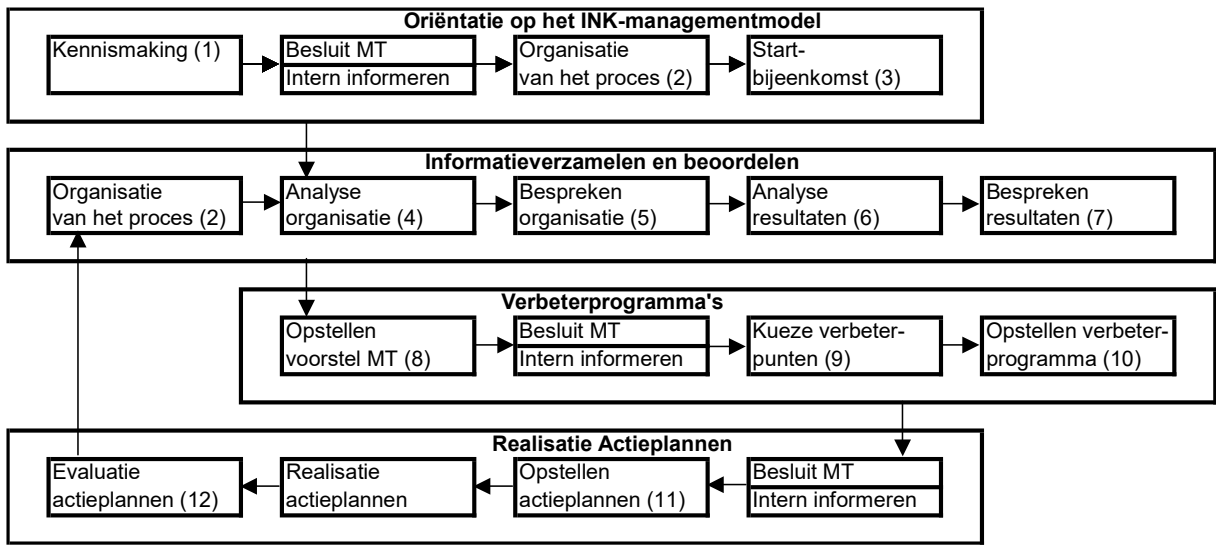 Oriëntatie op het INK-managementmodel
Kennismaking (1)
Besluit MT
Intern informeren
Organisatie
van het proces (2)
Start-
bijeenkomst (3)
Informatieverzamelen en beoordelen
Organisatie
van het proces (2)
Analyse
organisatie (4)
Bespreken
organisatie (5)
Analyse
resultaten (6)
Bespreken
resultaten (7)
Verbeterprogramma's
Opstellen
voorstel MT (8)
Besluit MT
Intern informeren
Kueze verbeter-
punten (9)
Opstellen verbeter-
programma (10)
Realisatie Actieplannen
Evaluatie
actieplannen (12)
Realisatie
actieplannen
Opstellen
actieplannen (11)
Besluit MT
Intern informeren